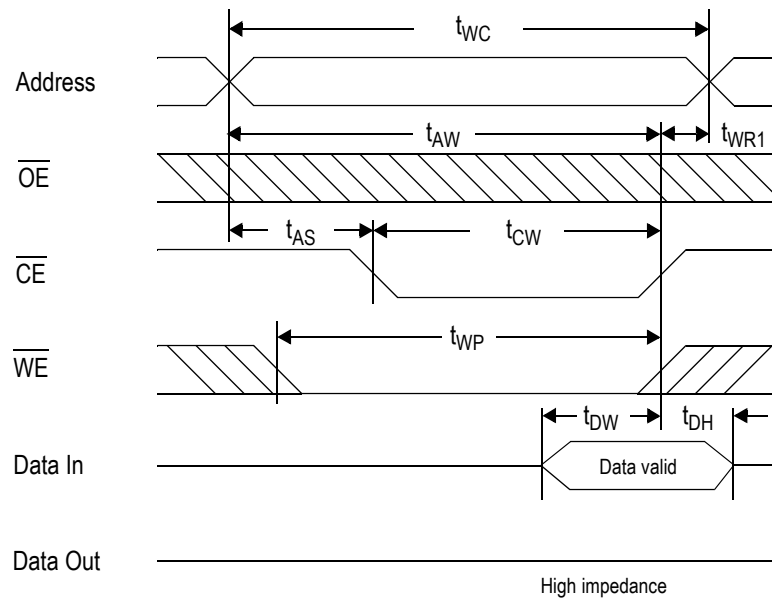 tWC
Address
tAW
tWR1
OE
tAS
tCW
CE
tWP
WE
tDW
tDH
Data In
Data valid
Data Out
High impedance